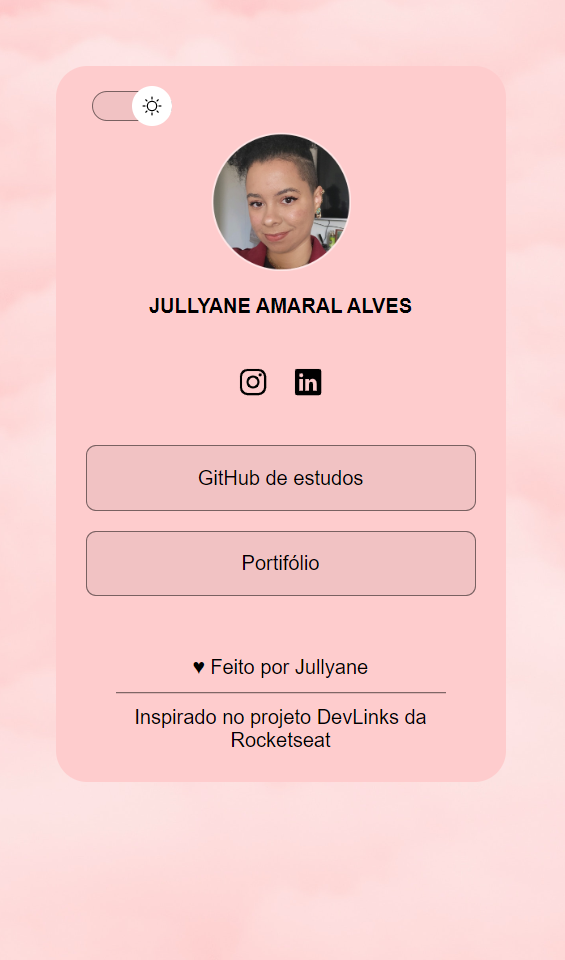 JULLYANE AMARAL ALVES
GitHub de estudos
Portifólio
♥ Feito por Jullyane
Inspirado no projeto DevLinks da
Rocketseat